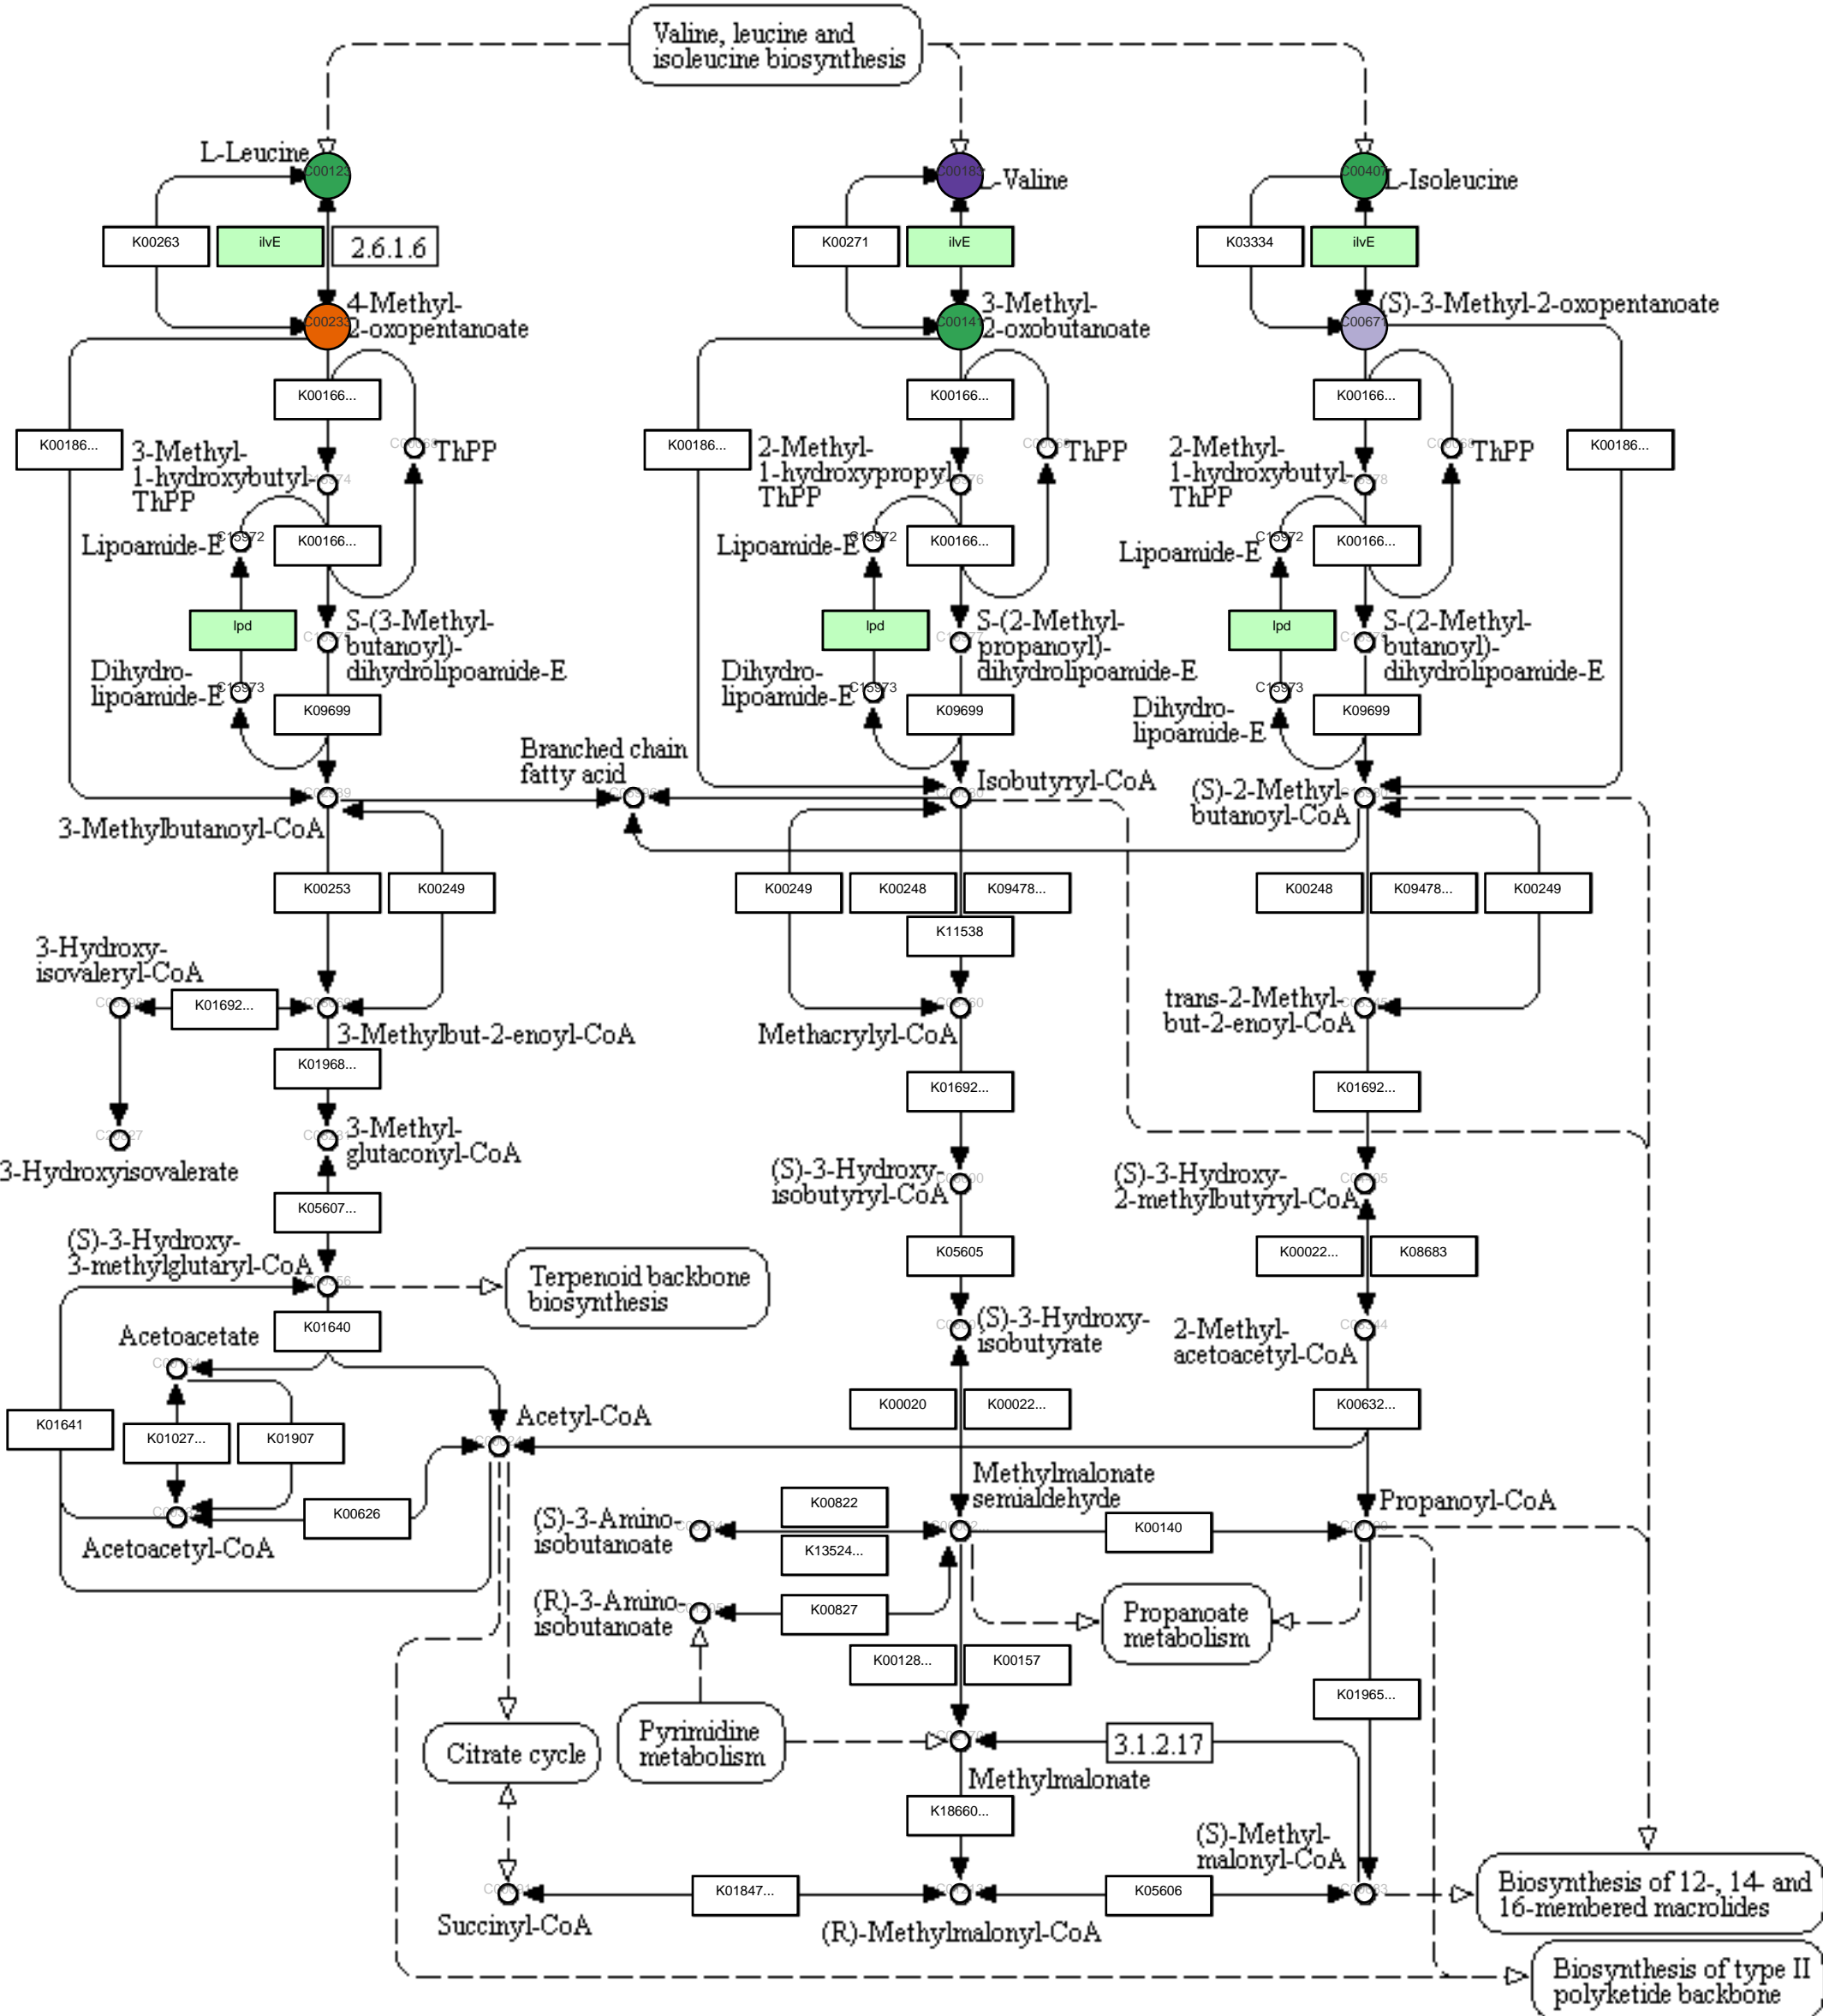 Valine, leucine and
isoleucine biosynthesis
L-Leucine
C00123
L-Valine
C00407
L-Isoleucine
K00263
ilvE
2.6.1.6
K00271
ilvE
K03334
ilvE
4-Methyl-
2-oxopentanoate
C00233
3-Methyl-
2-oxobutanoate
C00141
(S)-3-Methyl-2-oxopentanoate
C00671
K00166...
K00166...
K00166...
K00186...
K00186...
K00186...
3-Methyl-
1-hydroxybutyl-
ThPP
ThPP
2-Methyl-
1-hydroxypropyl-
ThPP
ThPP
2-Methyl-
1-hydroxybutyl-
ThPP
ThPP
Lipoamide-E
C15972
K00166...
Lipoamide-E
C15972
K00166...
Lipoamide-E
C15972
K00166...
lpd
S-(3-Methyl-
butanoyl)-
dihydrolipoamide-E
lpd
S-(2-Methyl-
propanoyl)-
dihydrolipoamide-E
lpd
S-(2-Methyl-
butanoyl)-
dihydrolipoamide-E
Dihydro-
lipoamide-E
C15973
Dihydro-
lipoamide-E
C15973
Dihydro-
lipoamide-E
C15973
K09699
K09699
K09699
Branched chain
fatty acid
Isobutyryl-CoA
(S)-2-Methyl-
butanoyl-CoA
3-Methylbutanoyl-CoA
K00253
K00249
K00249
K00248
K09478...
K11538
K00248
K09478...
K00249
3-Hydroxy-
isovaleryl-CoA
K01692...
3-Methylbut-2-enoyl-CoA
Methacrylyl-CoA
trans-2-Methyl-
but-2-enoyl-CoA
K01968...
K01692...
K01692...
3-Methyl-
glutaconyl-CoA
3-Hydroxyisovalerate
(S)-3-Hydroxy-
isobutyryl-CoA
(S)-3-Hydroxy-
2-methylbutyryl-CoA
K05607...
(S)-3-Hydroxy-
3-methylglutaryl-CoA
K05605
K00022...
K08683
Terpenoid backbone
biosynthesis
K01640
Acetoacetate
(S)-3-Hydroxy-
isobutyrate
2-Methyl-
acetoacetyl-CoA
K01641
K01027...
K01907
Acetyl-CoA
K00020
K00022...
K00632...
K00626
Acetoacetyl-CoA
Methylmalonate
semialdehyde
Propanoyl-CoA
(S)-3-Amino-
isobutanoate
K00822
K13524...
K00140
(R)-3-Amino-
isobutanoate
K00827
Propanoate
metabolism
K00128...
K00157
K01965...
Citrate cycle
Pyrimidine
metabolism
3.1.2.17
Methylmalonate
K18660...
(S)-Methyl-
malonyl-CoA
K01847...
K05606
Succinyl-CoA
(R)-Methylmalonyl-CoA
Biosynthesis of 12-, 14- and
16-membered macrolides
Biosynthesis of type II
polyketide backbone